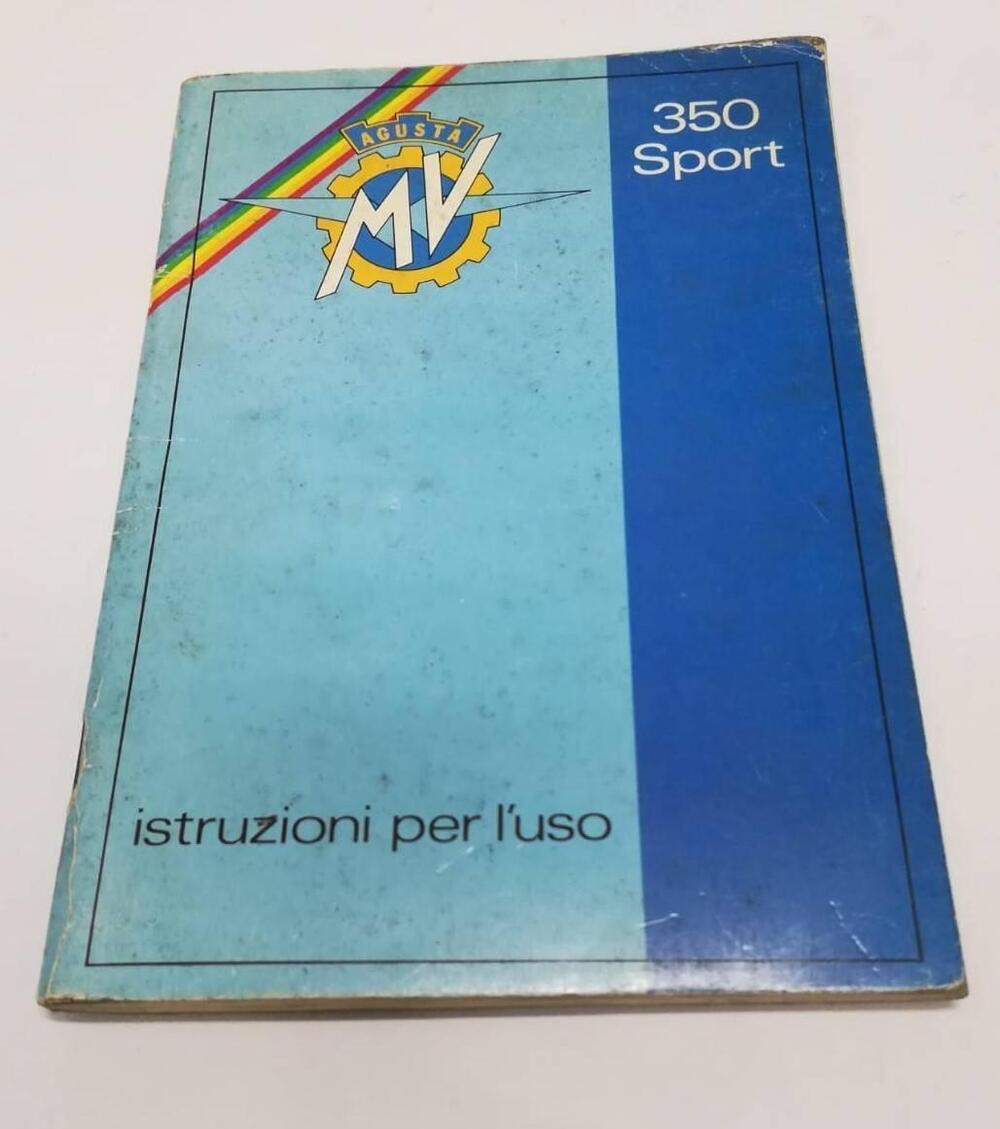 AGUSTA
MV
350
Sport
istruzioni per l'uso